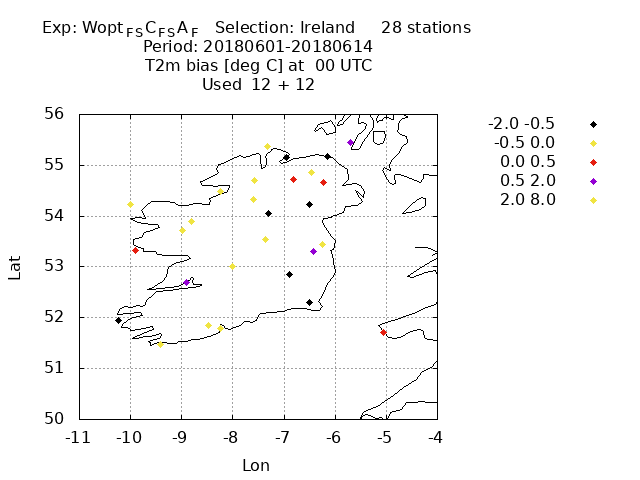 Exp: Wopt FS C FS A F Selection: Ireland 28 stations
Period: 20180601-20180614
T2m bias [deg C] at 00 UTC
Used 12 + 12
-2.0 -0.5
-0.5 0.0
0.0 0.5
0.5 2.0
2.0 8.0
56
55
54
53
52
51
50
Lat
-11 -10 -9 -8 -7 -6 -5 -4
Lon